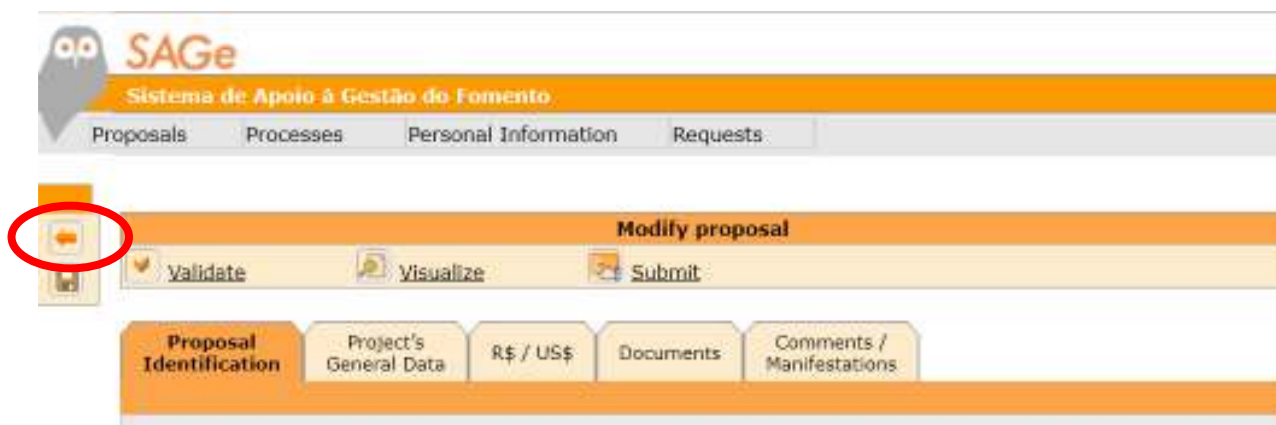 SAGe
Sistema de Apoio à Gestão do Fomento
Proposals Processes Personal Information Requests
Modify proposal
Validate Visualize Submit
Proposal Identification
Project's General Data
R$ / US$
Documents
Comments / Manifestations